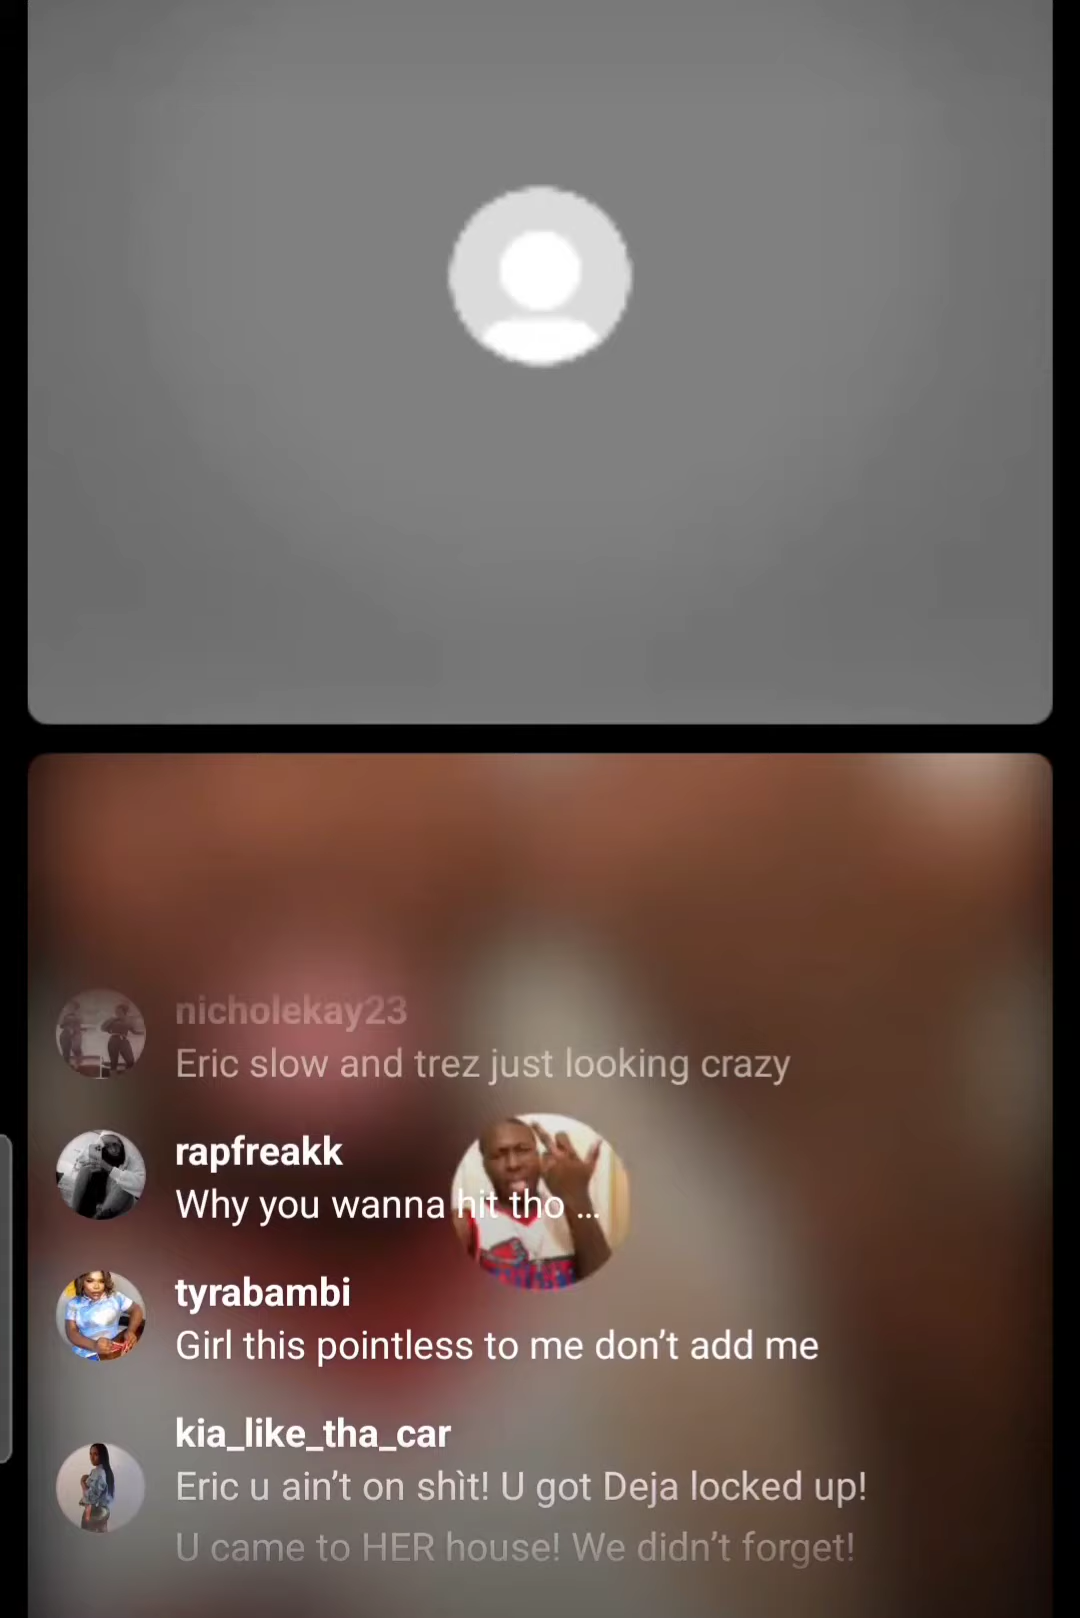 nicholekay23
Eric slow and trez just looking crazy
rapfreakk
Why you wanna hit tho ...
tyrabambi
Girl this pointless to me don’t add me
kia_like_tha_car
Eric u ain’t on shìt! U got Deja locked up!
U came to HER house! We didn’t forget!